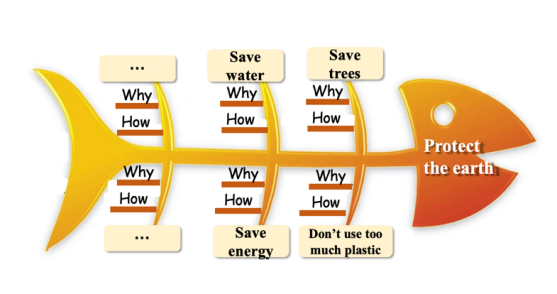 ...
Save
water
Save
trees
Why
How
Why
How
Why
How
Protect
the earth
Why
How
Why
How
Why
How
...
Save
energy
Don't use too
much plastic